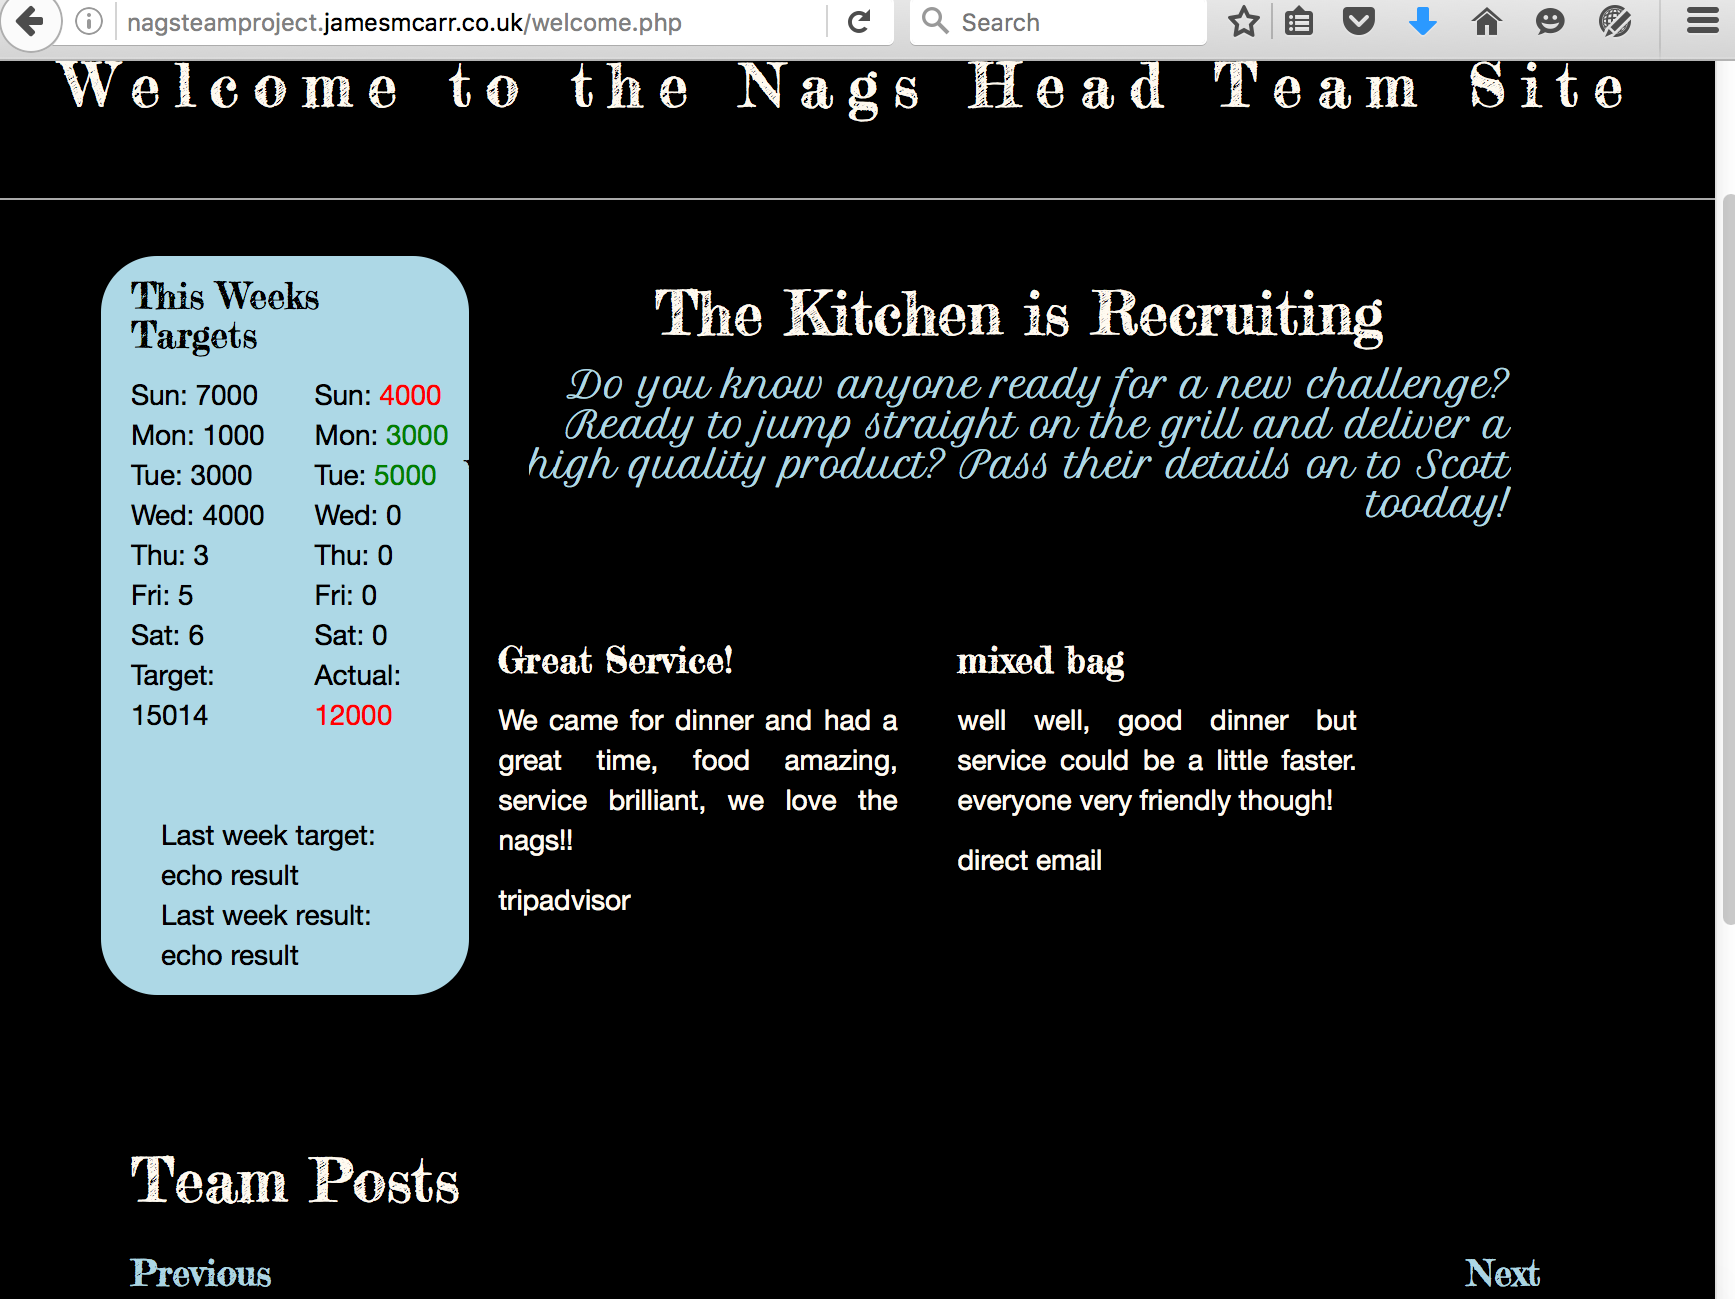 nagsteamproject.jamesmcarr.co.uk/welcome.php
Search
Welcome to the Nags Head Team Site
This Weeks
Targets
Sun: 7000 Sun: 4000
Mon: 1000 Mon: 3000
Tue: 3000 Tue: 5000
Wed: 4000 Wed: 0
Thu: 3 Thu: 0
Fri: 5 Fri: 0
Sat: 6 Sat: 0
Target: Actual:
15014 12000
Last week target:
echo result
Last week result:
echo result
The Kitchen is Recruiting
Do you know anyone ready for a new challenge?
Ready to jump straight on the grill and deliver a
high quality product? Pass their details on to Scott
tooday!
Great Service!
We came for dinner and had a
great time, food amazing,
service brilliant, we love the
nags!!
tripadvisor
mixed bag
well well, good dinner but
service could be a little faster.
everyone very friendly though!
direct email
Team Posts
Previous
Next